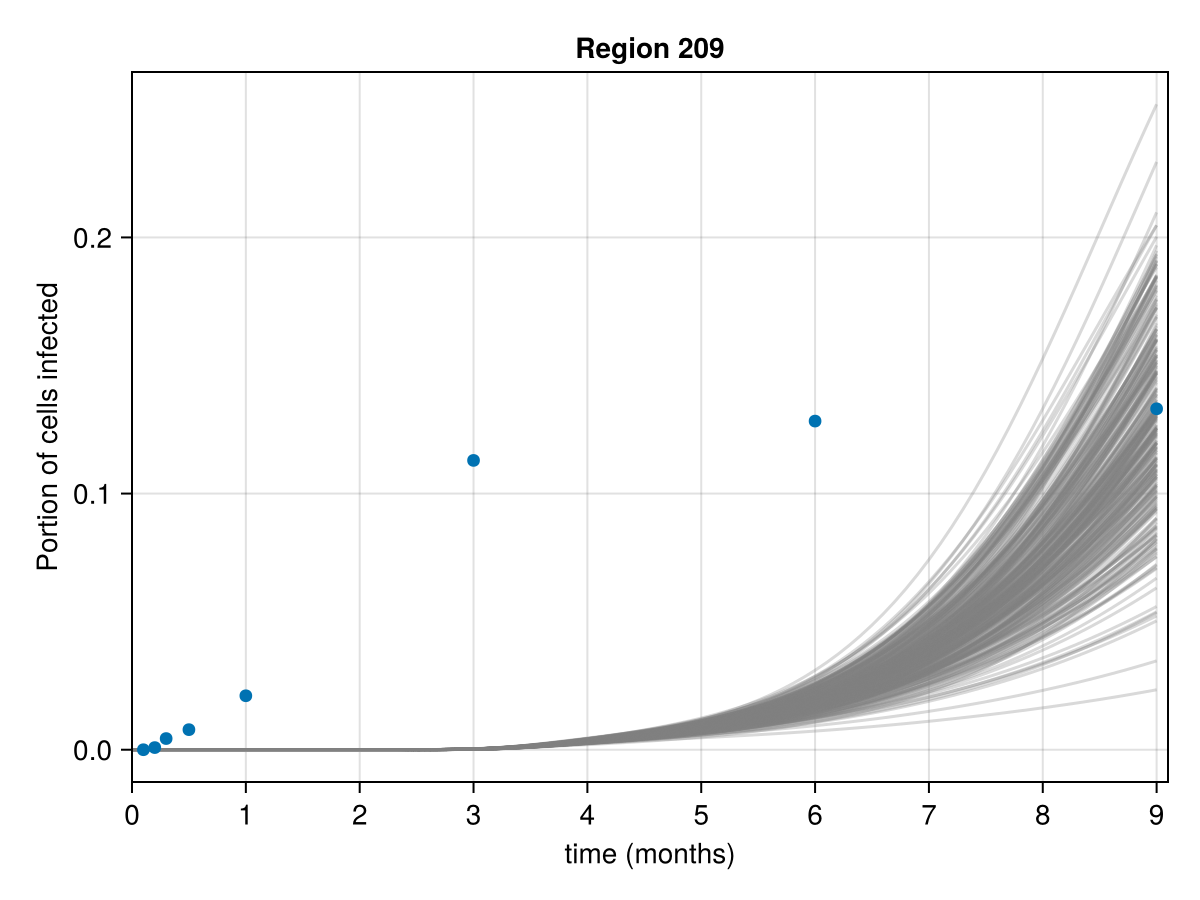 Region 209
Portion of cells infected
0.2
0.1
0.0
0 1 2 3 4 5 6 7 8 9
time (months)